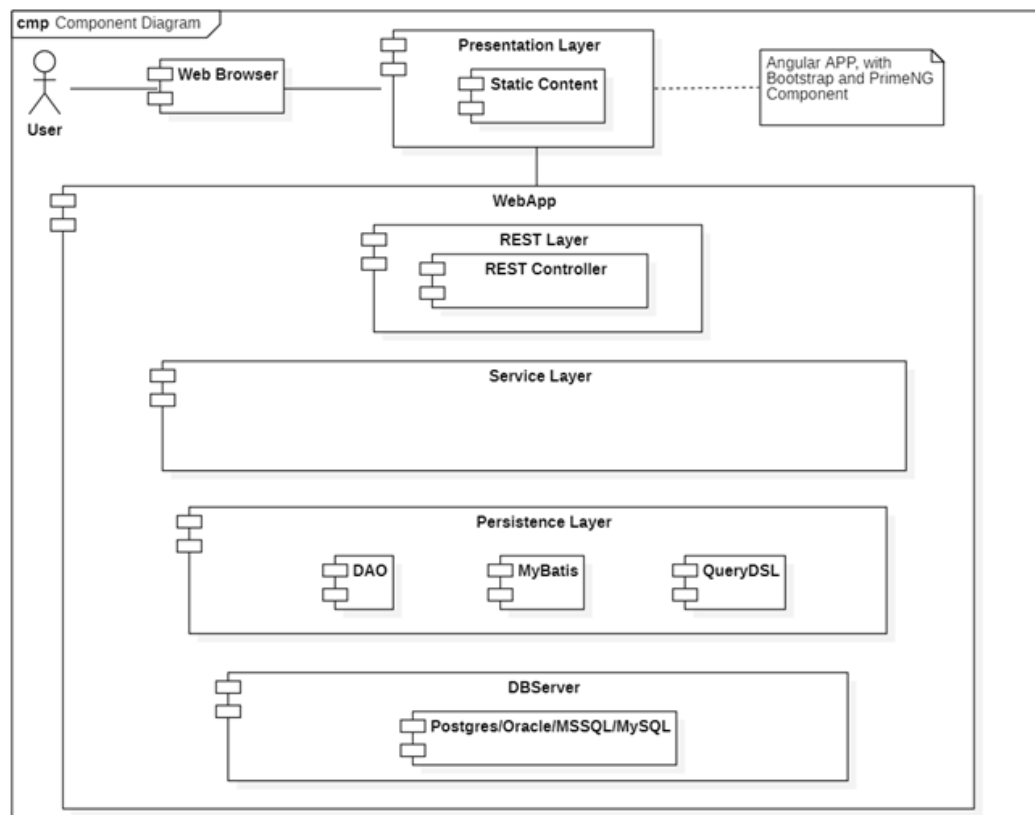 cmp Component Diagram
Presentation Layer
Web Browser
Static Content
Angular APP, with
Bootstrap and PrimeNG
Component
User
WebApp
REST Layer
REST Controller
Service Layer
Persistence Layer
DAO
MyBatis
QueryDSL
DBServer
Postgres/Oracle/MSSQL/MySQL